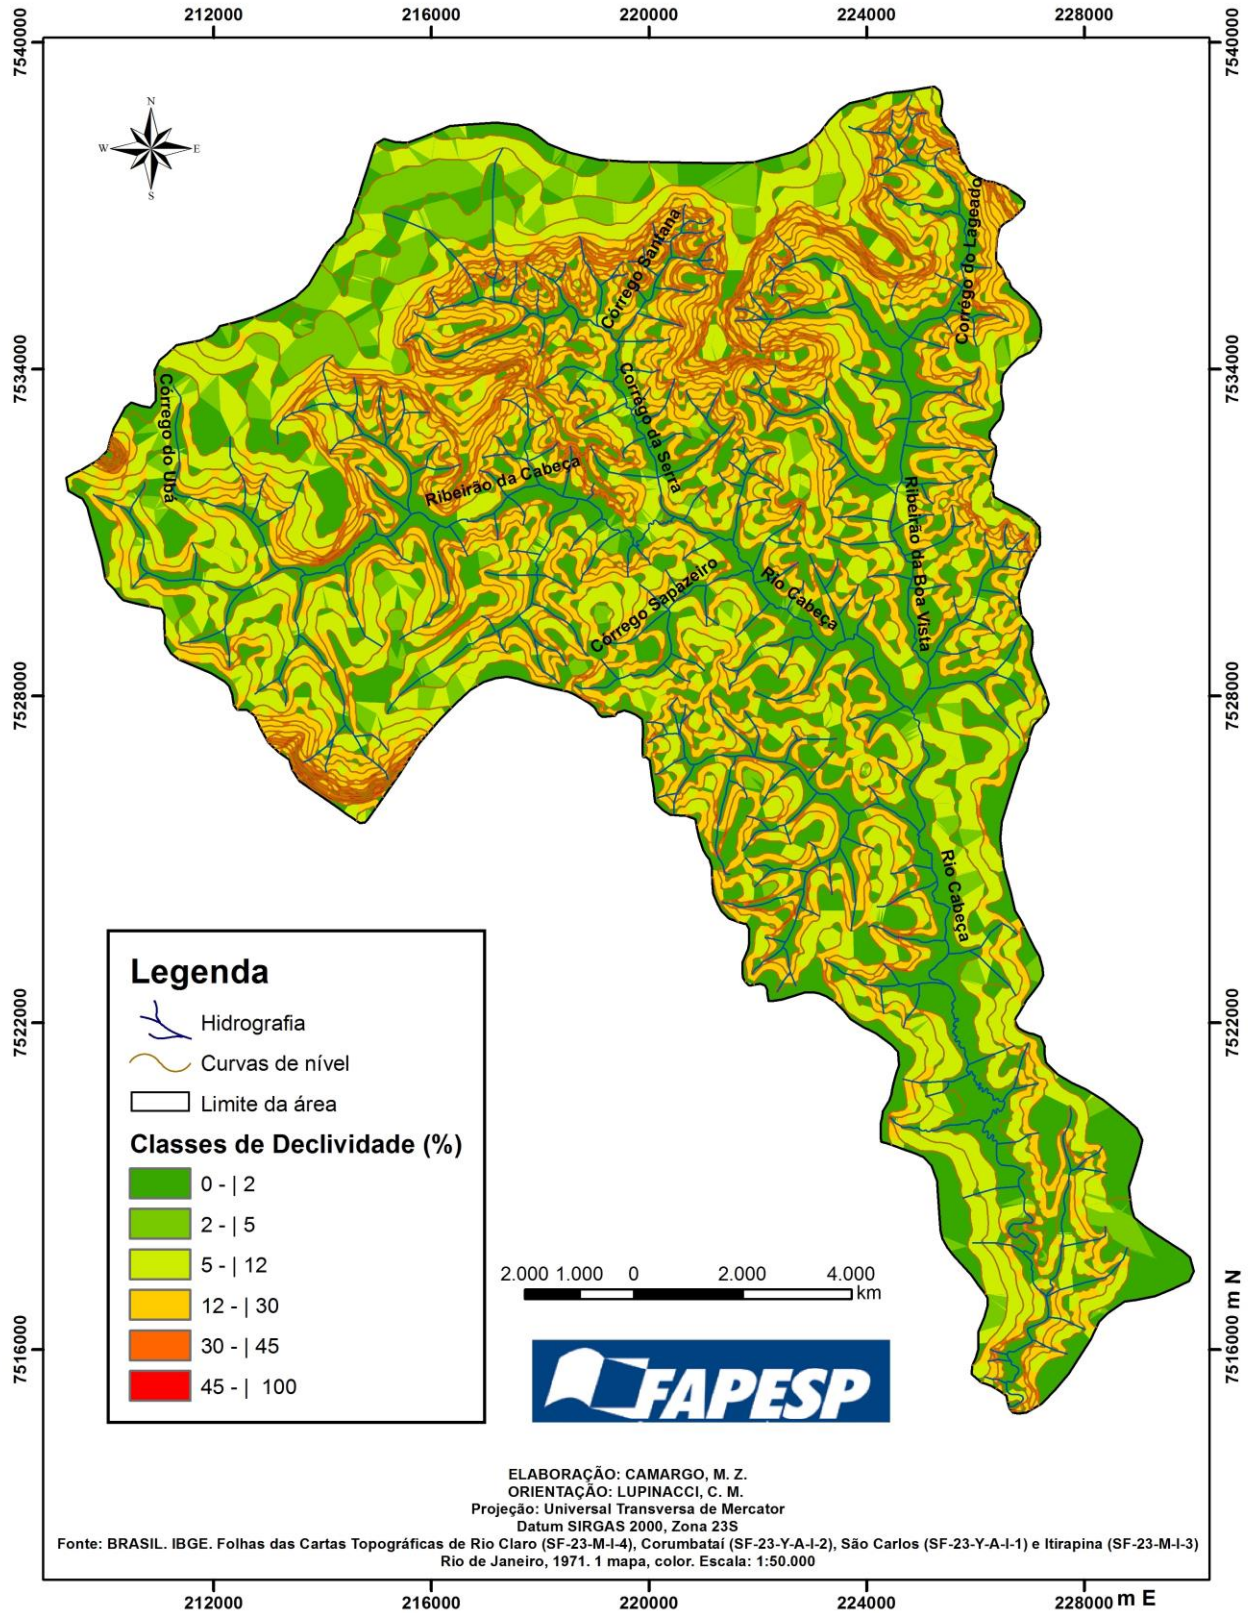 212000 216000 220000 224000 228000
7540000 7540000
N
W E
S
Córrego Santana
Córrego do Lageado
7534000 7534000
Córrego do Ubá
Córrego da Serra
Ribeirão da Cabeça
Ribeirão da Boa Vista
Córrego Sapazeiro
Rio Cabeça
7528000 7528000
Rio Cabeça
Legenda
Hidrografia
Curvas de nível
Limite da área
Classes de Declividade (%)
0 - | 2
2 - | 5
5 - | 12
12 - | 30
30 - | 45
45 - | 100
7522000 7522000
2.000 1.000 0 2.000 4.000
km
7516000 7516000 m N
FAPESP
ELABORAÇÃO: CAMARGO, M. Z.
ORIENTAÇÃO: LUPINACCI, C. M.
Projeção: Universal Transversa de Mercator
Datum SIRGAS 2000, Zona 23S
Fonte: BRASIL. IBGE. Folhas das Cartas Topográficas de Rio Claro (SF-23-M-I-4), Corumbataí (SF-23-Y-A-I-2), São Carlos (SF-23-Y-A-I-1) e Itirapina (SF-23-M-I-3)
Rio de Janeiro, 1971. 1 mapa, color. Escala: 1:50.000
212000 216000 220000 224000 228000 m E